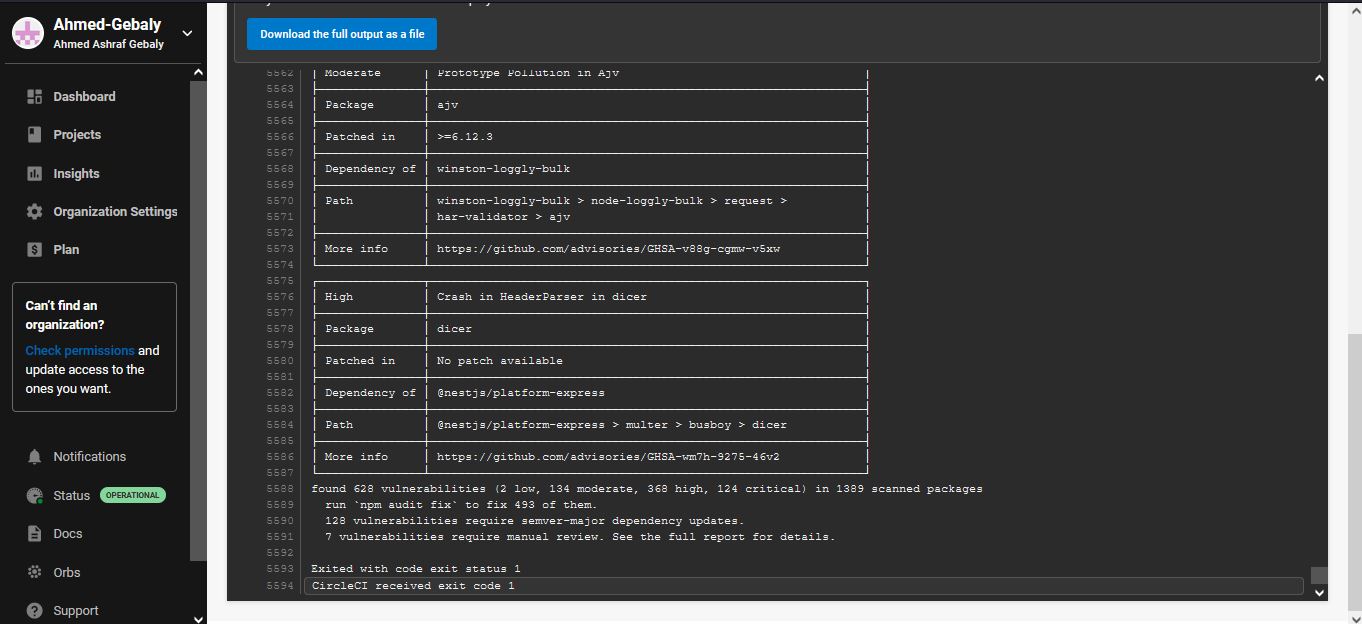 Ahmed-Gebaly
Ahmed Ashraf Gebaly
Dashboard
Projects
Insights
Organization Settings
Plan
Can't find an
organization?
Check permissions and
update access to the
ones you want.
Notifications
Status OPERATIONAL
Docs
Orbs
Support
Download the full output as a file
5562 | Moderate | Prototype Pollution in Ajv |
5563
5564 | Package | ajv |
5565
5566 | Patched in | >=6.12.3 |
5567
5568 | Dependency of | winston-loggly-bulk |
5569
5570 | Path | winston-loggly-bulk > node-loggly-bulk > request > |
5571 | | har-validator > ajv |
5572
5573 | More info | https://github.com/advisories/GHSA-v88g-cgmw-v5xw |
5574
5575
5576 | High | Crash in HeaderParser in dicer |
5577
5578 | Package | dicer |
5579
5580 | Patched in | No patch available |
5581
5582 | Dependency of | @nestjs/platform-express |
5583
5584 | Path | @nestjs/platform-express > multer > busboy > dicer |
5585
5586 | More info | https://github.com/advisories/GHSA-wm7h-9275-46v2 |
5587
5588 found 628 vulnerabilities (2 low, 134 moderate, 368 high, 124 critical) in 1389 scanned packages
5589 run `npm audit fix` to fix 493 of them.
5590 128 vulnerabilities require semver-major dependency updates.
5591 7 vulnerabilities require manual review. See the full report for details.
5592
5593 Exited with code exit status 1
5594 CircleCI received exit code 1